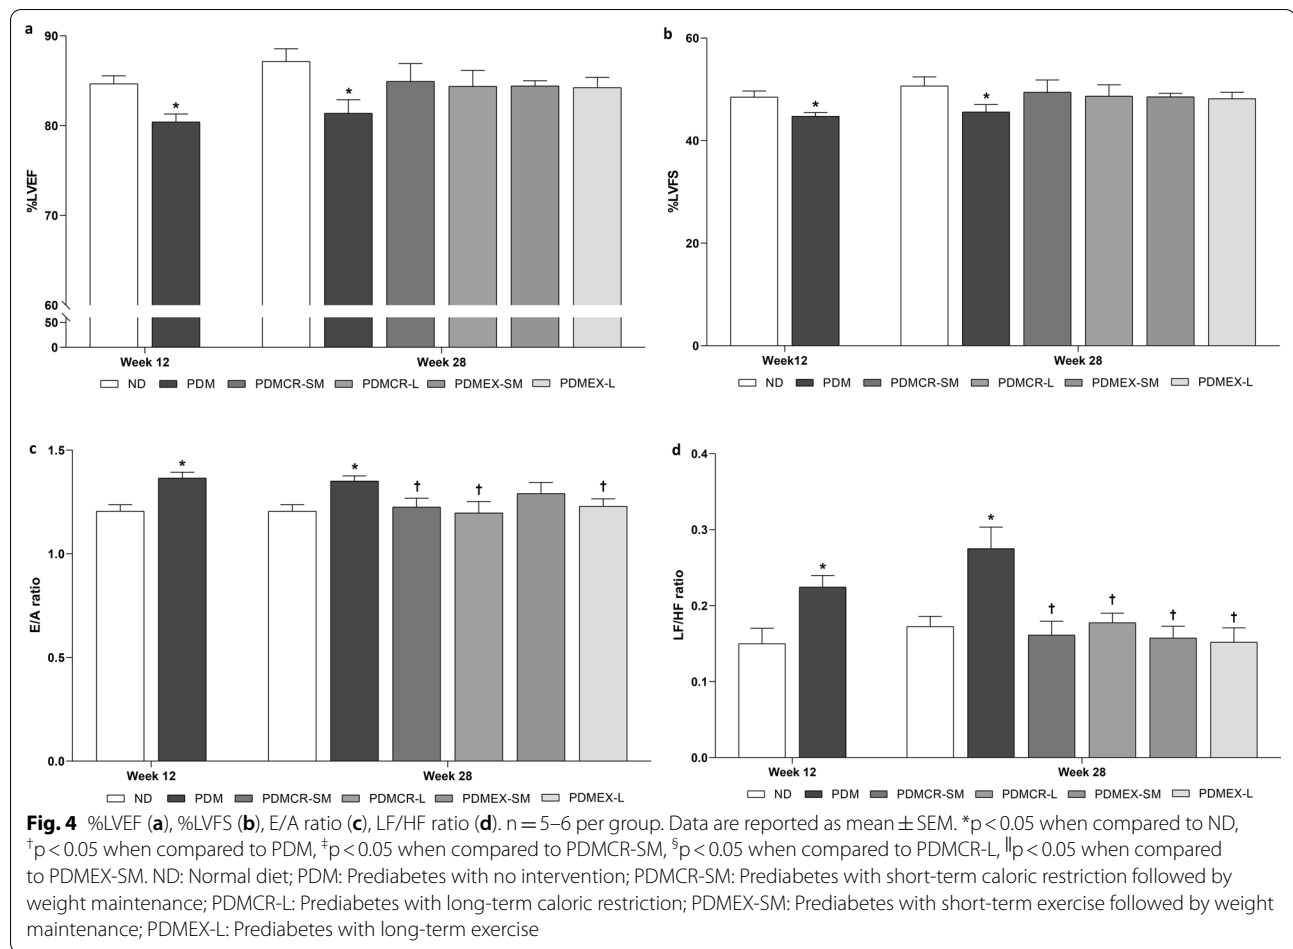 a
90
80
70
60
50
0
%LVEF
*
*
Week 12
Week 28
ND PDM PDMCR-SM PDMCR-L PDMEX-SM PDMEX-L
b
60
40
20
0
%LVFS
*
*
Week12
Week 28
ND PDM PDMCR-SM PDMCR-L PDMEX-SM PDMEX-L
c
1.5
1.0
0.5
0.0
E/A ratio
*
*
†
†
†
Week 12
Week 28
ND PDM PDMCR-SM PDMCR-L PDMEX-SM PDMEX-L
d
0.4
0.3
0.2
0.1
0.0
LF/HF ratio
*
*
†
†
†
†
Week 12
Week 28
ND PDM PDMCR-SM PDMCR-L PDMEX-SM PDMEX-L
Fig. 4 %LVEF (a), %LVFS (b), E/A ratio (c), LF/HF ratio (d). n = 5–6 per group. Data are reported as mean ± SEM. *p < 0.05 when compared to ND,
†p < 0.05 when compared to PDM, ‡p < 0.05 when compared to PDMCR-SM, §p < 0.05 when compared to PDMCR-L, ‖p < 0.05 when compared
to PDMEX-SM. ND: Normal diet; PDM: Prediabetes with no intervention; PDMCR-SM: Prediabetes with short-term caloric restriction followed by
weight maintenance; PDMCR-L: Prediabetes with long-term caloric restriction; PDMEX-SM: Prediabetes with short-term exercise followed by weight
maintenance; PDMEX-L: Prediabetes with long-term exercise